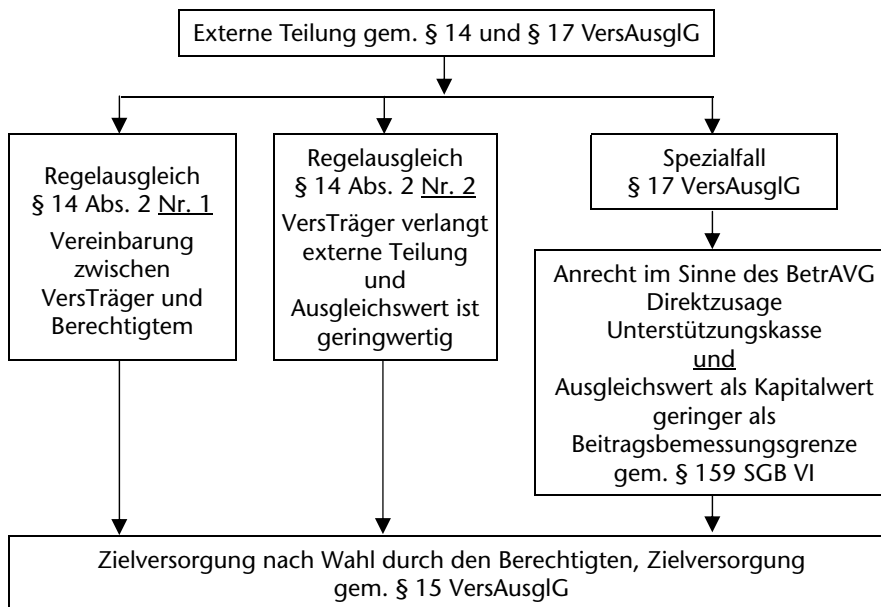 Externe Teilung gem. § 14 und § 17 VersAusglG
Regelausgleich
§ 14 Abs. 2 Nr. 1
Vereinbarung
zwischen
VersTräger und
Berechtigtem
Regelausgleich
§ 14 Abs. 2 Nr. 2
VersTräger verlangt
externe Teilung
und
Ausgleichswert ist
geringwertig
Spezialfall
§ 17 VersAusglG
Anrecht im Sinne des BetrAVG
Direktzusage
Unterstützungskasse
und
Ausgleichswert als Kapitalwert
geringer als
Beitragsbemessungsgrenze
gem. § 159 SGB VI
Zielversorgung nach Wahl durch den Berechtigten, Zielversorgung
gem. § 15 VersAusglG